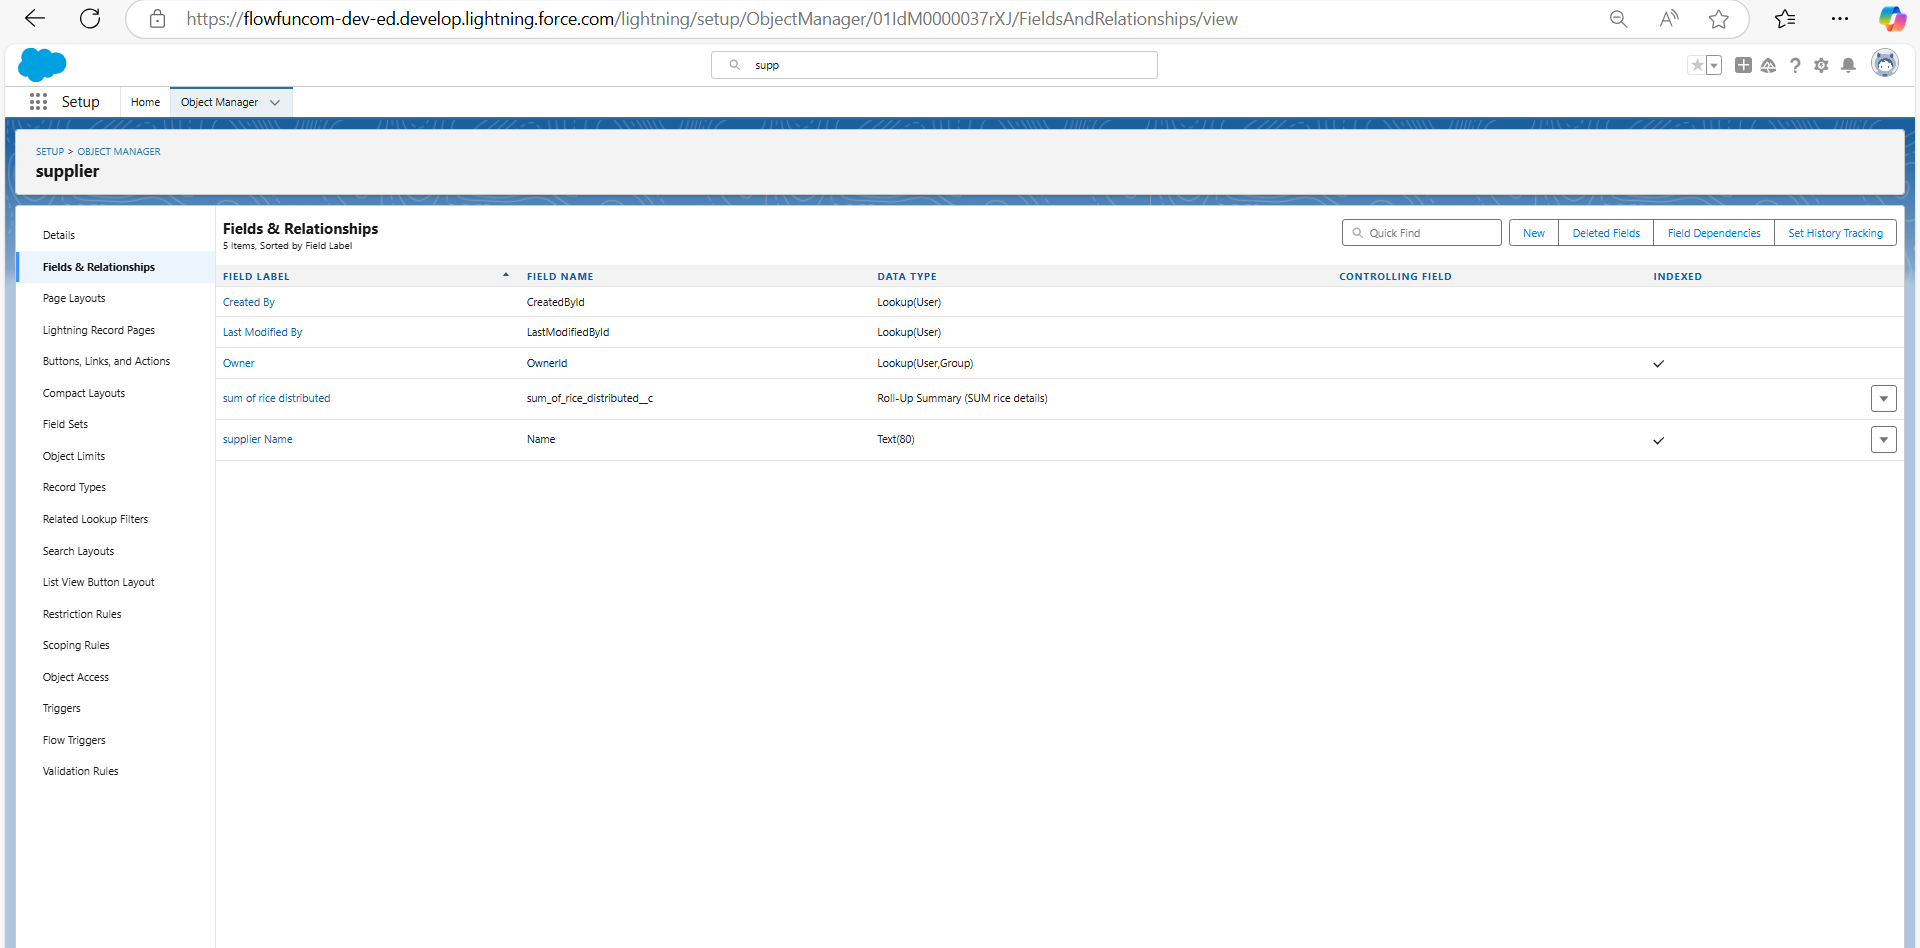 https://flowfuncom-dev-ed.develop.lightning.force.com/lightning/setup/ObjectManager/01IdM0000037rXJ/FieldsAndRelationships/view
supp
Setup
Home
Object Manager
SETUP > OBJECT MANAGER
supplier
Details
Fields & Relationships
Page Layouts
Lightning Record Pages
Buttons, Links, and Actions
Compact Layouts
Field Sets
Object Limits
Record Types
Related Lookup Filters
Search Layouts
List View Button Layout
Restriction Rules
Scoping Rules
Object Access
Triggers
Flow Triggers
Validation Rules
Fields & Relationships
5 Items, Sorted by Field Label
Quick Find
New
Deleted Fields
Field Dependencies
Set History Tracking
FIELD LABEL FIELD NAME DATA TYPE CONTROLLING FIELD INDEXED
Created By CreatedById Lookup(User)
Last Modified By LastModifiedById Lookup(User)
Owner OwnerId Lookup(User,Group)
sum of rice distributed sum_of_rice_distributed__c Roll-Up Summary (SUM rice details)
supplier Name Name Text(80)